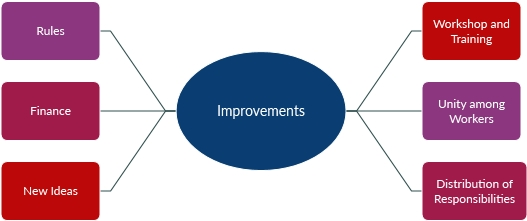 Rules
Finance
New Ideas
Improvements
Workshop and
Training
Unity among
Workers
Distribution of
Responsibilities